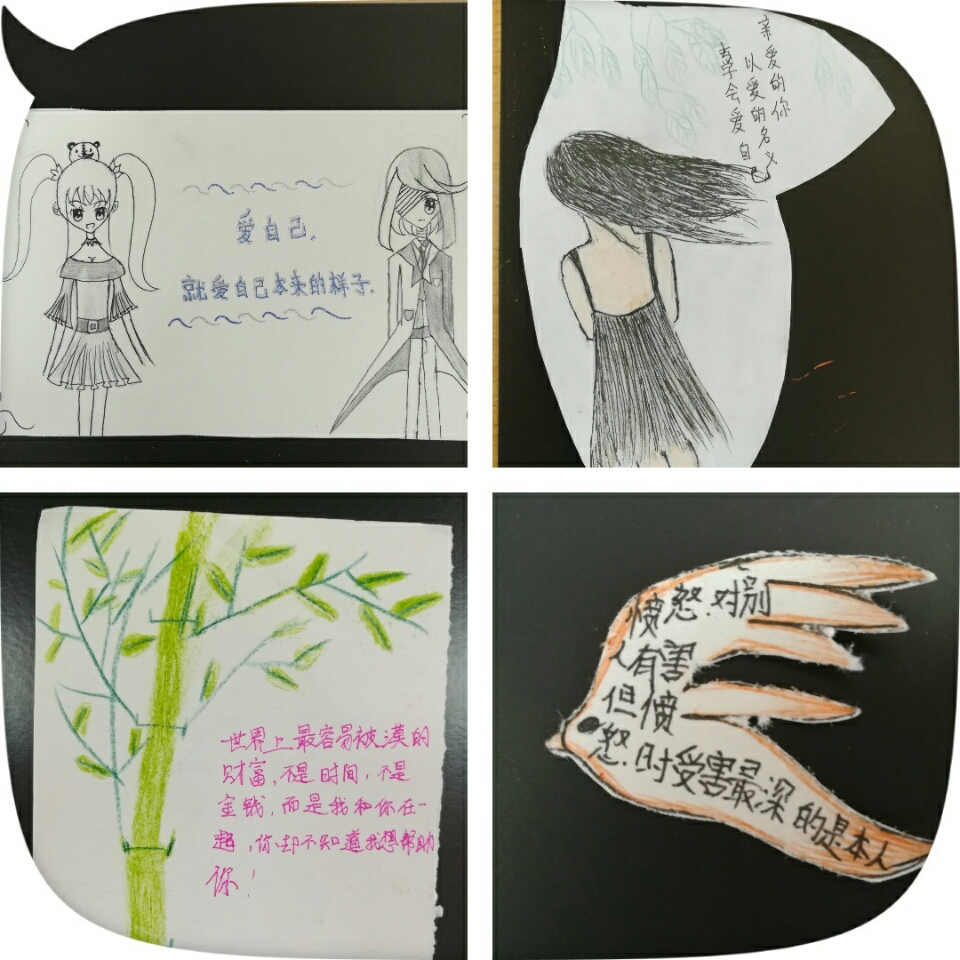 爱自己，
就爱自己本来的样子.
亲爱的你
以爱的名义
去学会爱自己
世界上最容易被漠的
财富，不是时间，不是
金钱，而是我和你在一
起，你却不知道我想帮助
你！
愤怒对别
人有害
但愤
怒时受害最深的是本人